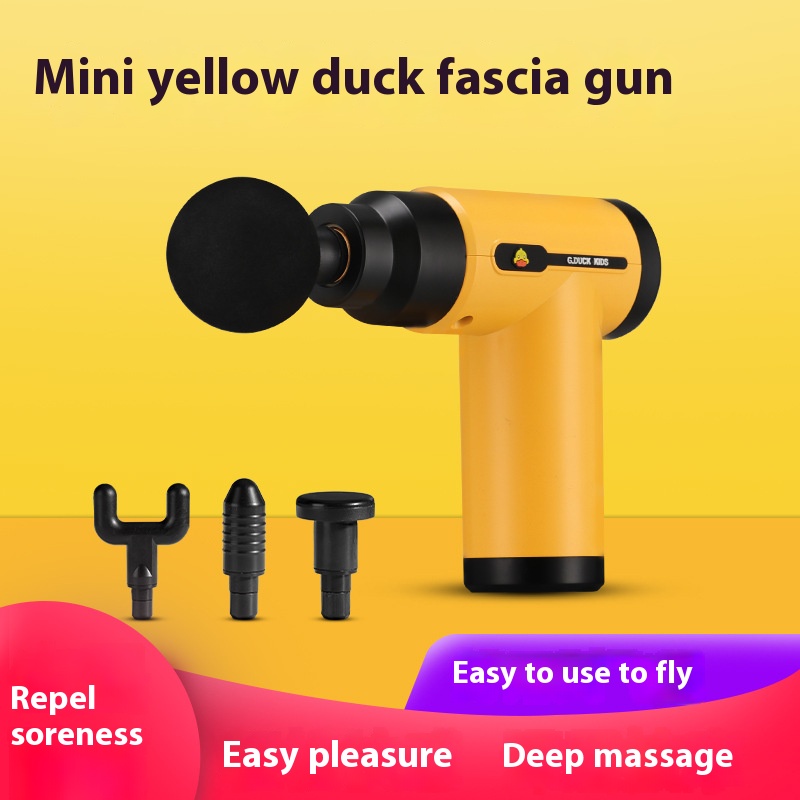 Mini yellow duck fascia gun
G.DUCK KIDS
Easy to use to fly
Repel
soreness
Easy pleasure
Deep massage